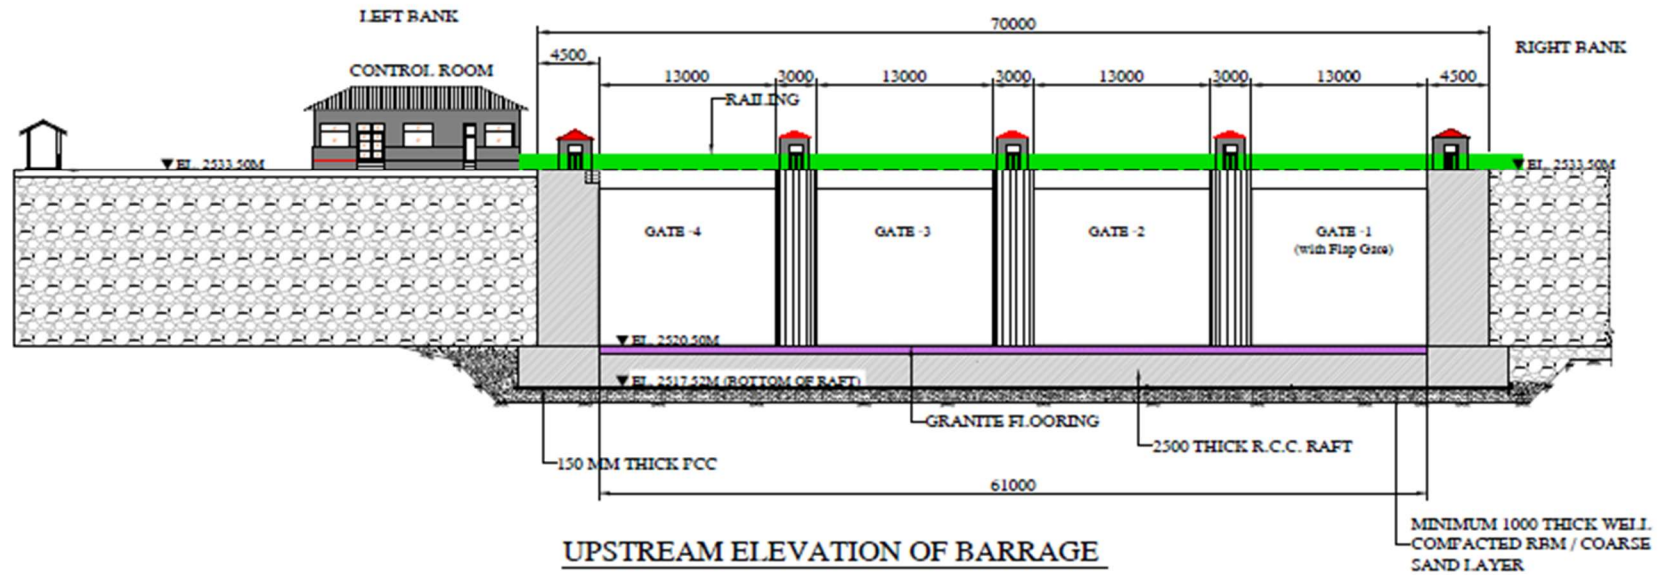 LEFT BANK
70000
RIGHT BANK
4500
CONTROL ROOM
13000
3000
13000
3000
13000
3000
13000
4500
RAILING
EL. 2533.50M
EL. 2533.50M
GATE -4
GATE -3
GATE -2
GATE -1
(with Flap Gate)
EL. 2520.50M
EL. 2517.52M (BOTTOM OF RAFT)
GRANITE FLOORING
2500 THICK R.C.C. RAFT
150 MM THICK PCC
61000
MINIMUM 1000 THICK WELL
COMPACTED RBM / COARSE
SAND LAYER
UPSTREAM ELEVATION OF BARRAGE